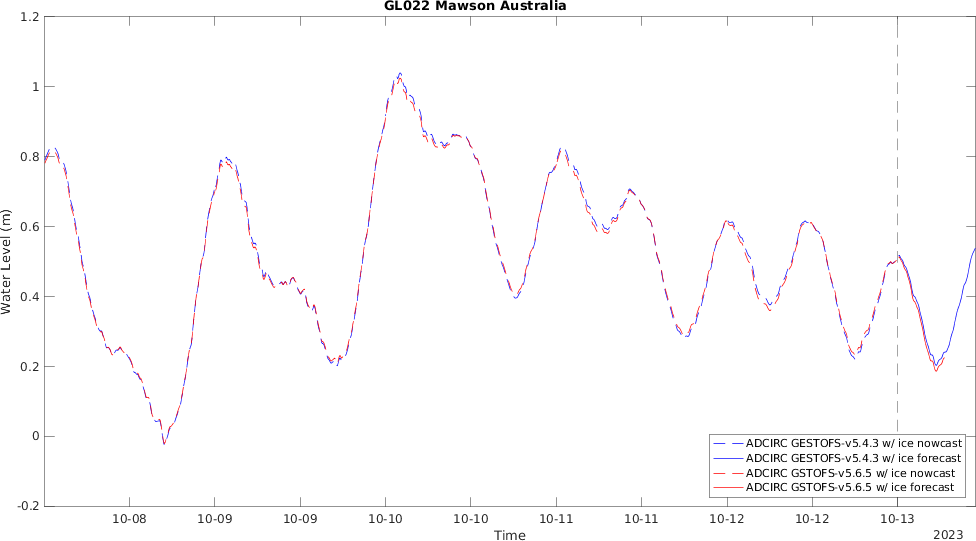 GL022 Mawson Australia
1.2
1
0.8
0.6
0.4
0.2
0
-0.2
Water Level (m)
ADCIRC GESTOFS-v5.4.3 w/ ice nowcast
ADCIRC GESTOFS-v5.4.3 w/ ice forecast
ADCIRC GSTOFS-v5.6.5 w/ ice nowcast
ADCIRC GSTOFS-v5.6.5 w/ ice forecast
10-08 10-09 10-09 10-10 10-10 10-11 10-11 10-12 10-12 10-13
Time
2023